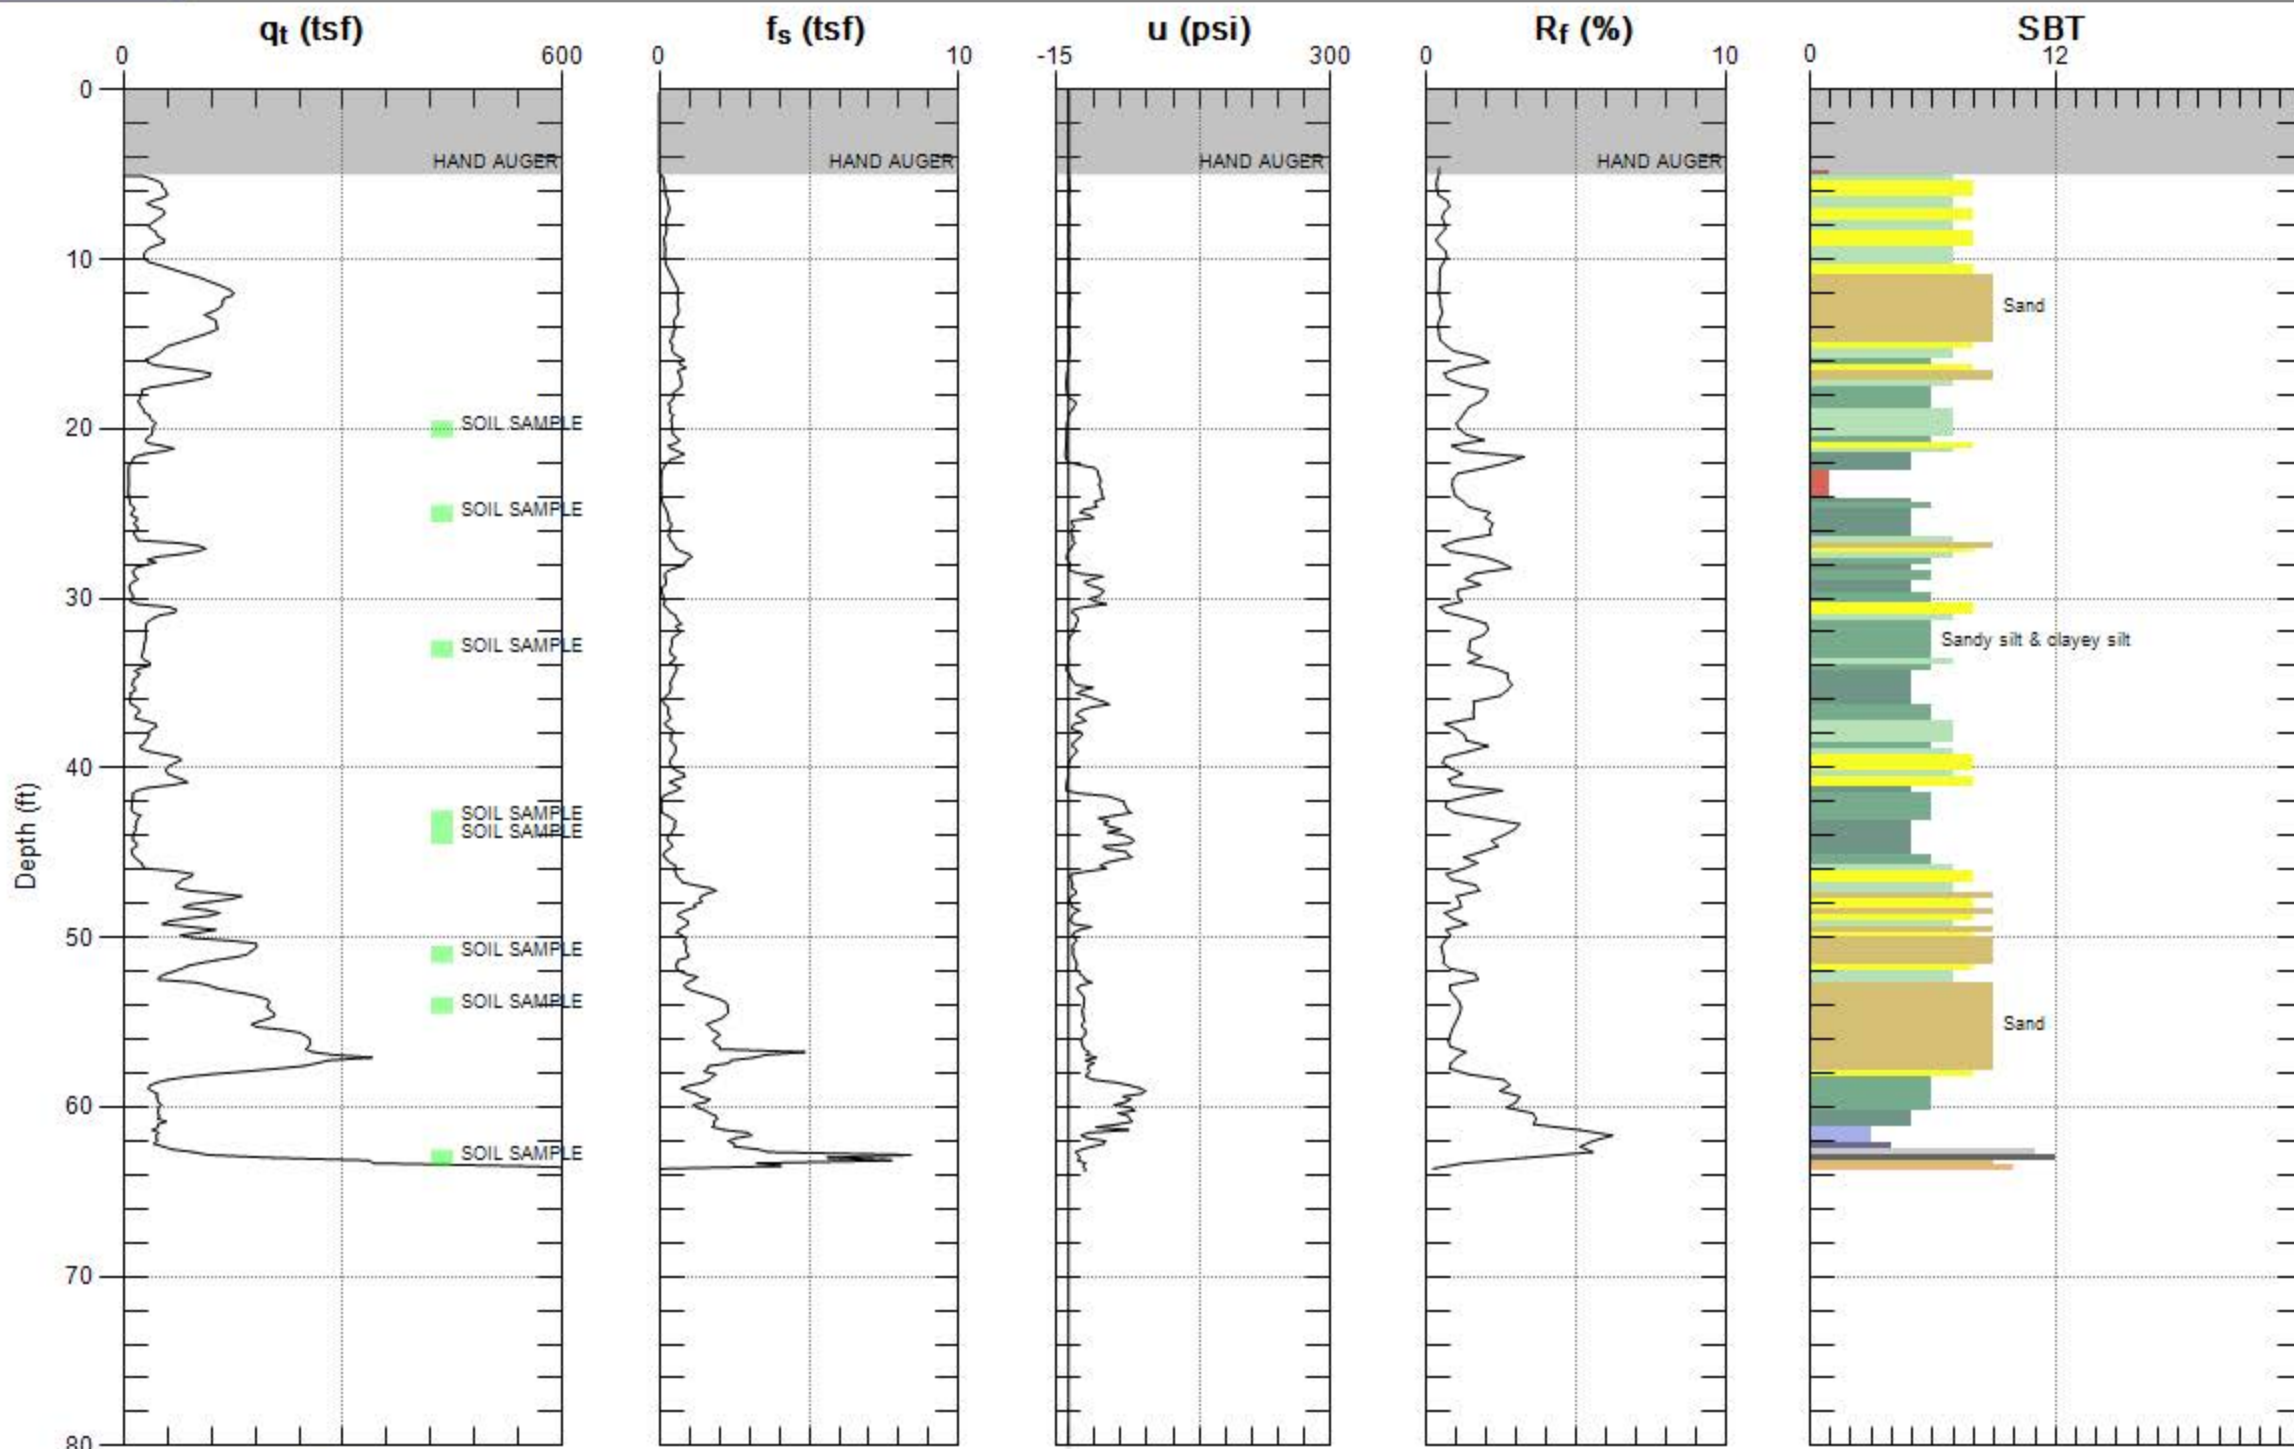 qt (tsf) fs (tsf) u (psi) Rf (%) SBT
0 600 0 10 -15 300 0 10 0 12
0
HAND AUGER HAND AUGER HAND AUGER HAND AUGER
10
Sand
20 SOIL SAMPLE
SOIL SAMPLE
30
SOIL SAMPLE Sandy silt & clayey silt
40
Depth (ft)
SOIL SAMPLE
SOIL SAMPLE
50
SOIL SAMPLE
SOIL SAMPLE
Sand
60
SOIL SAMPLE
70
80